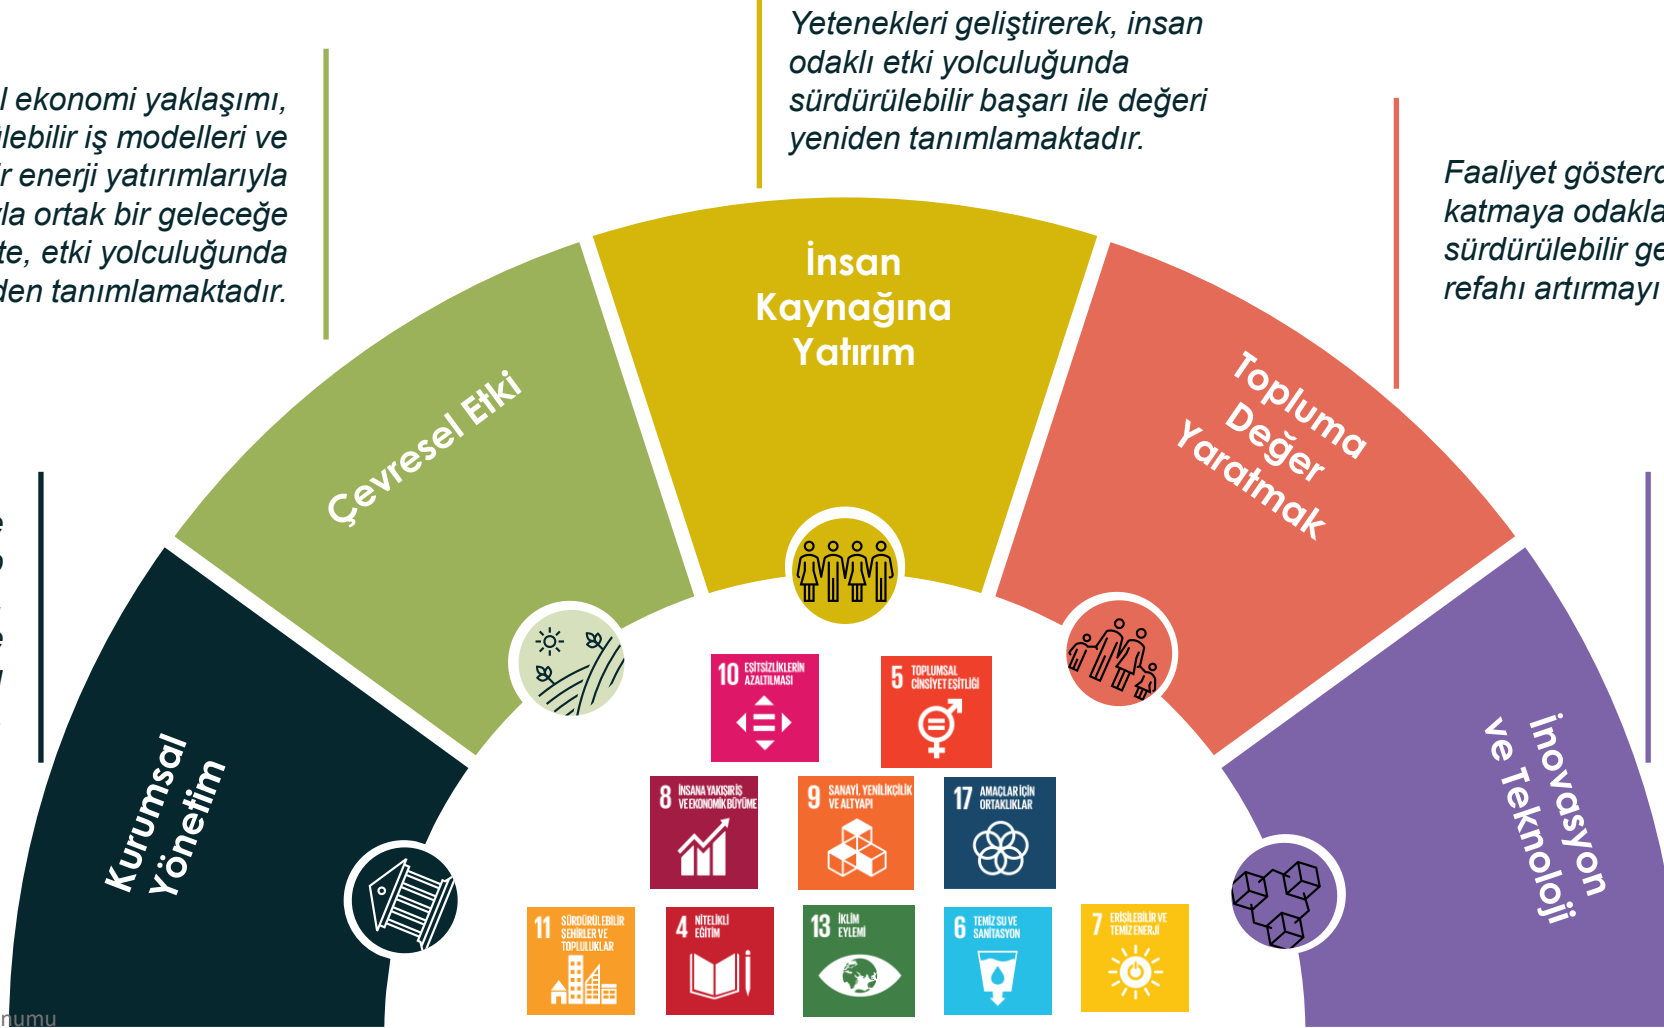 l ekonomi yaklaşımı,
lebilir iş modelleri ve
r enerji yatırımlarıyla
la ortak bir geleceğe
te, etki yolculuğunda
den tanımlamaktadır.
Yetenekleri geliştirerek, insan
odaklı etki yolculuğunda
sürdürülebilir başarı ile değeri
yeniden tanımlamaktadır.
Faaliyet gösterd
katmaya odakla
sürdürülebilir ge
refahı artırmayı
Kurumsal
Yönetim
Çevresel Etki
İnsan
Kaynağına
Yatırım
Topluma
Değer
Yaratmak
İnovasyon
ve Teknoloji
10 EŞİTSİZLİKLERİN
AZALTILMASI
5 TOPLUMSAL
CİNSİYET EŞİTLİĞİ
8 İNSANA YAKIŞIR İŞ
VE EKONOMİK BÜYÜME
9 SANAYİ, YENİLİKÇİLİK
VE ALTYAPI
17 AMAÇLAR İÇİN
ORTAKLIKLAR
11 SÜRDÜRÜLEBİLİR
ŞEHİRLER VE
TOPLULUKLAR
4 NİTELİKLİ
EĞİTİM
13 İKLİM
EYLEMİ
6 TEMİZ SU VE
SANİTASYON
7 ERİŞİLEBİLİR VE
TEMİZ ENERJİ
numu